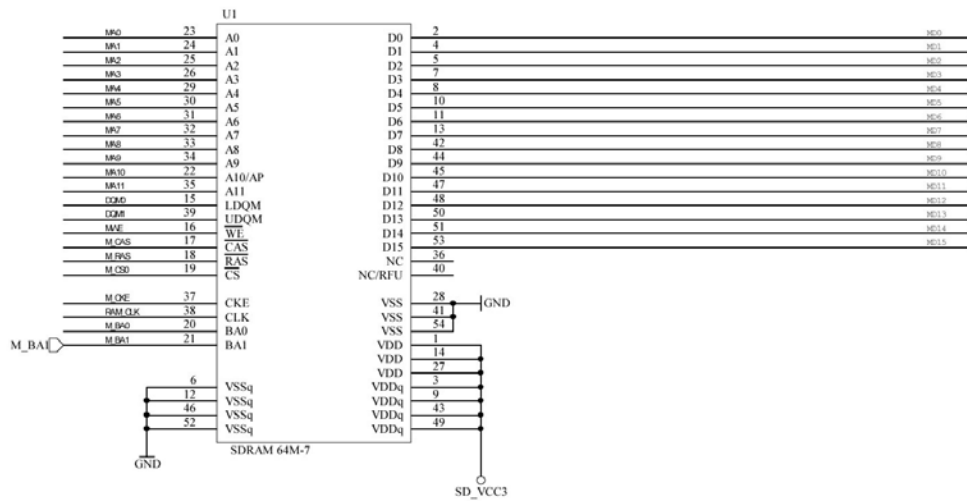 U1
MA0 23 A0 D0 2 MD0
MA1 24 A1 D1 4 MD1
MA2 25 A2 D2 5 MD2
MA3 26 A3 D3 7 MD3
MA4 29 A4 D4 8 MD4
MA5 30 A5 D5 10 MD5
MA6 31 A6 D6 11 MD6
MA7 32 A7 D7 13 MD7
MA8 33 A8 D8 42 MD8
MA9 34 A9 D9 44 MD9
MA10 22 A10/AP D10 45 MD10
MA11 35 A11 D11 47 MD11
DQM0 15 LDQM D12 48 MD12
DQM1 39 UDQM D13 50 MD13
MWE 16 WE D14 51 MD14
M_CAS 17 CAS D15 53 MD15
M_RAS 18 RAS NC 36
M_CS0 19 CS NC/RFU 40
M_CKE 37 CKE VSS 28 GND
RAM_CLK 38 CLK VSS 41
M_BA0 20 BA0 VSS 54
M_BA1 M_BA1 21 BA1 VDD 1
VDD 14
VDD 27
6 VSSq VDDq 3
12 VSSq VDDq 9
46 VSSq VDDq 43
52 VSSq VDDq 49
SDRAM 64M-7
GND
SD_VCC3